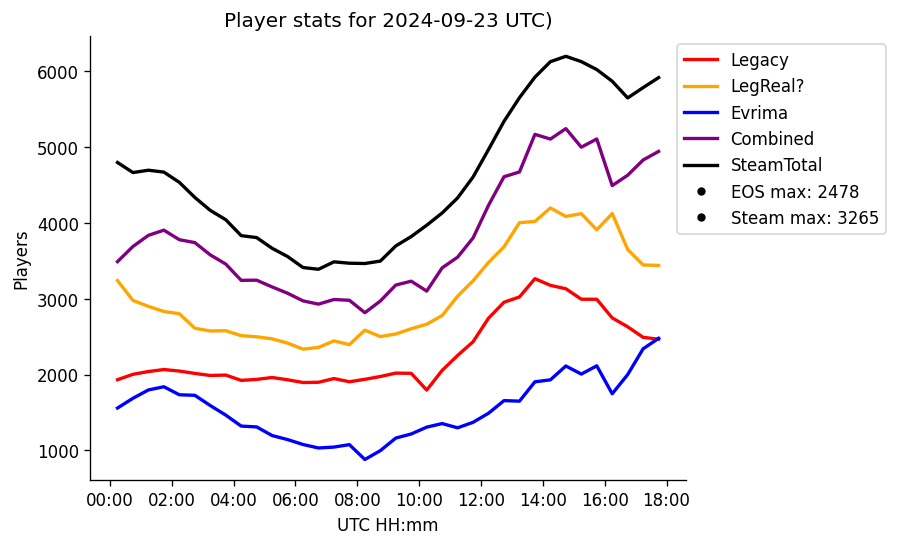 Player stats for 2024-09-23 UTC)
Players
6000
5000
4000
3000
2000
1000
00:00 02:00 04:00 06:00 08:00 10:00 12:00 14:00 16:00 18:00
UTC HH:mm
Legacy
LegReal?
Evrima
Combined
SteamTotal
EOS max: 2478
Steam max: 3265